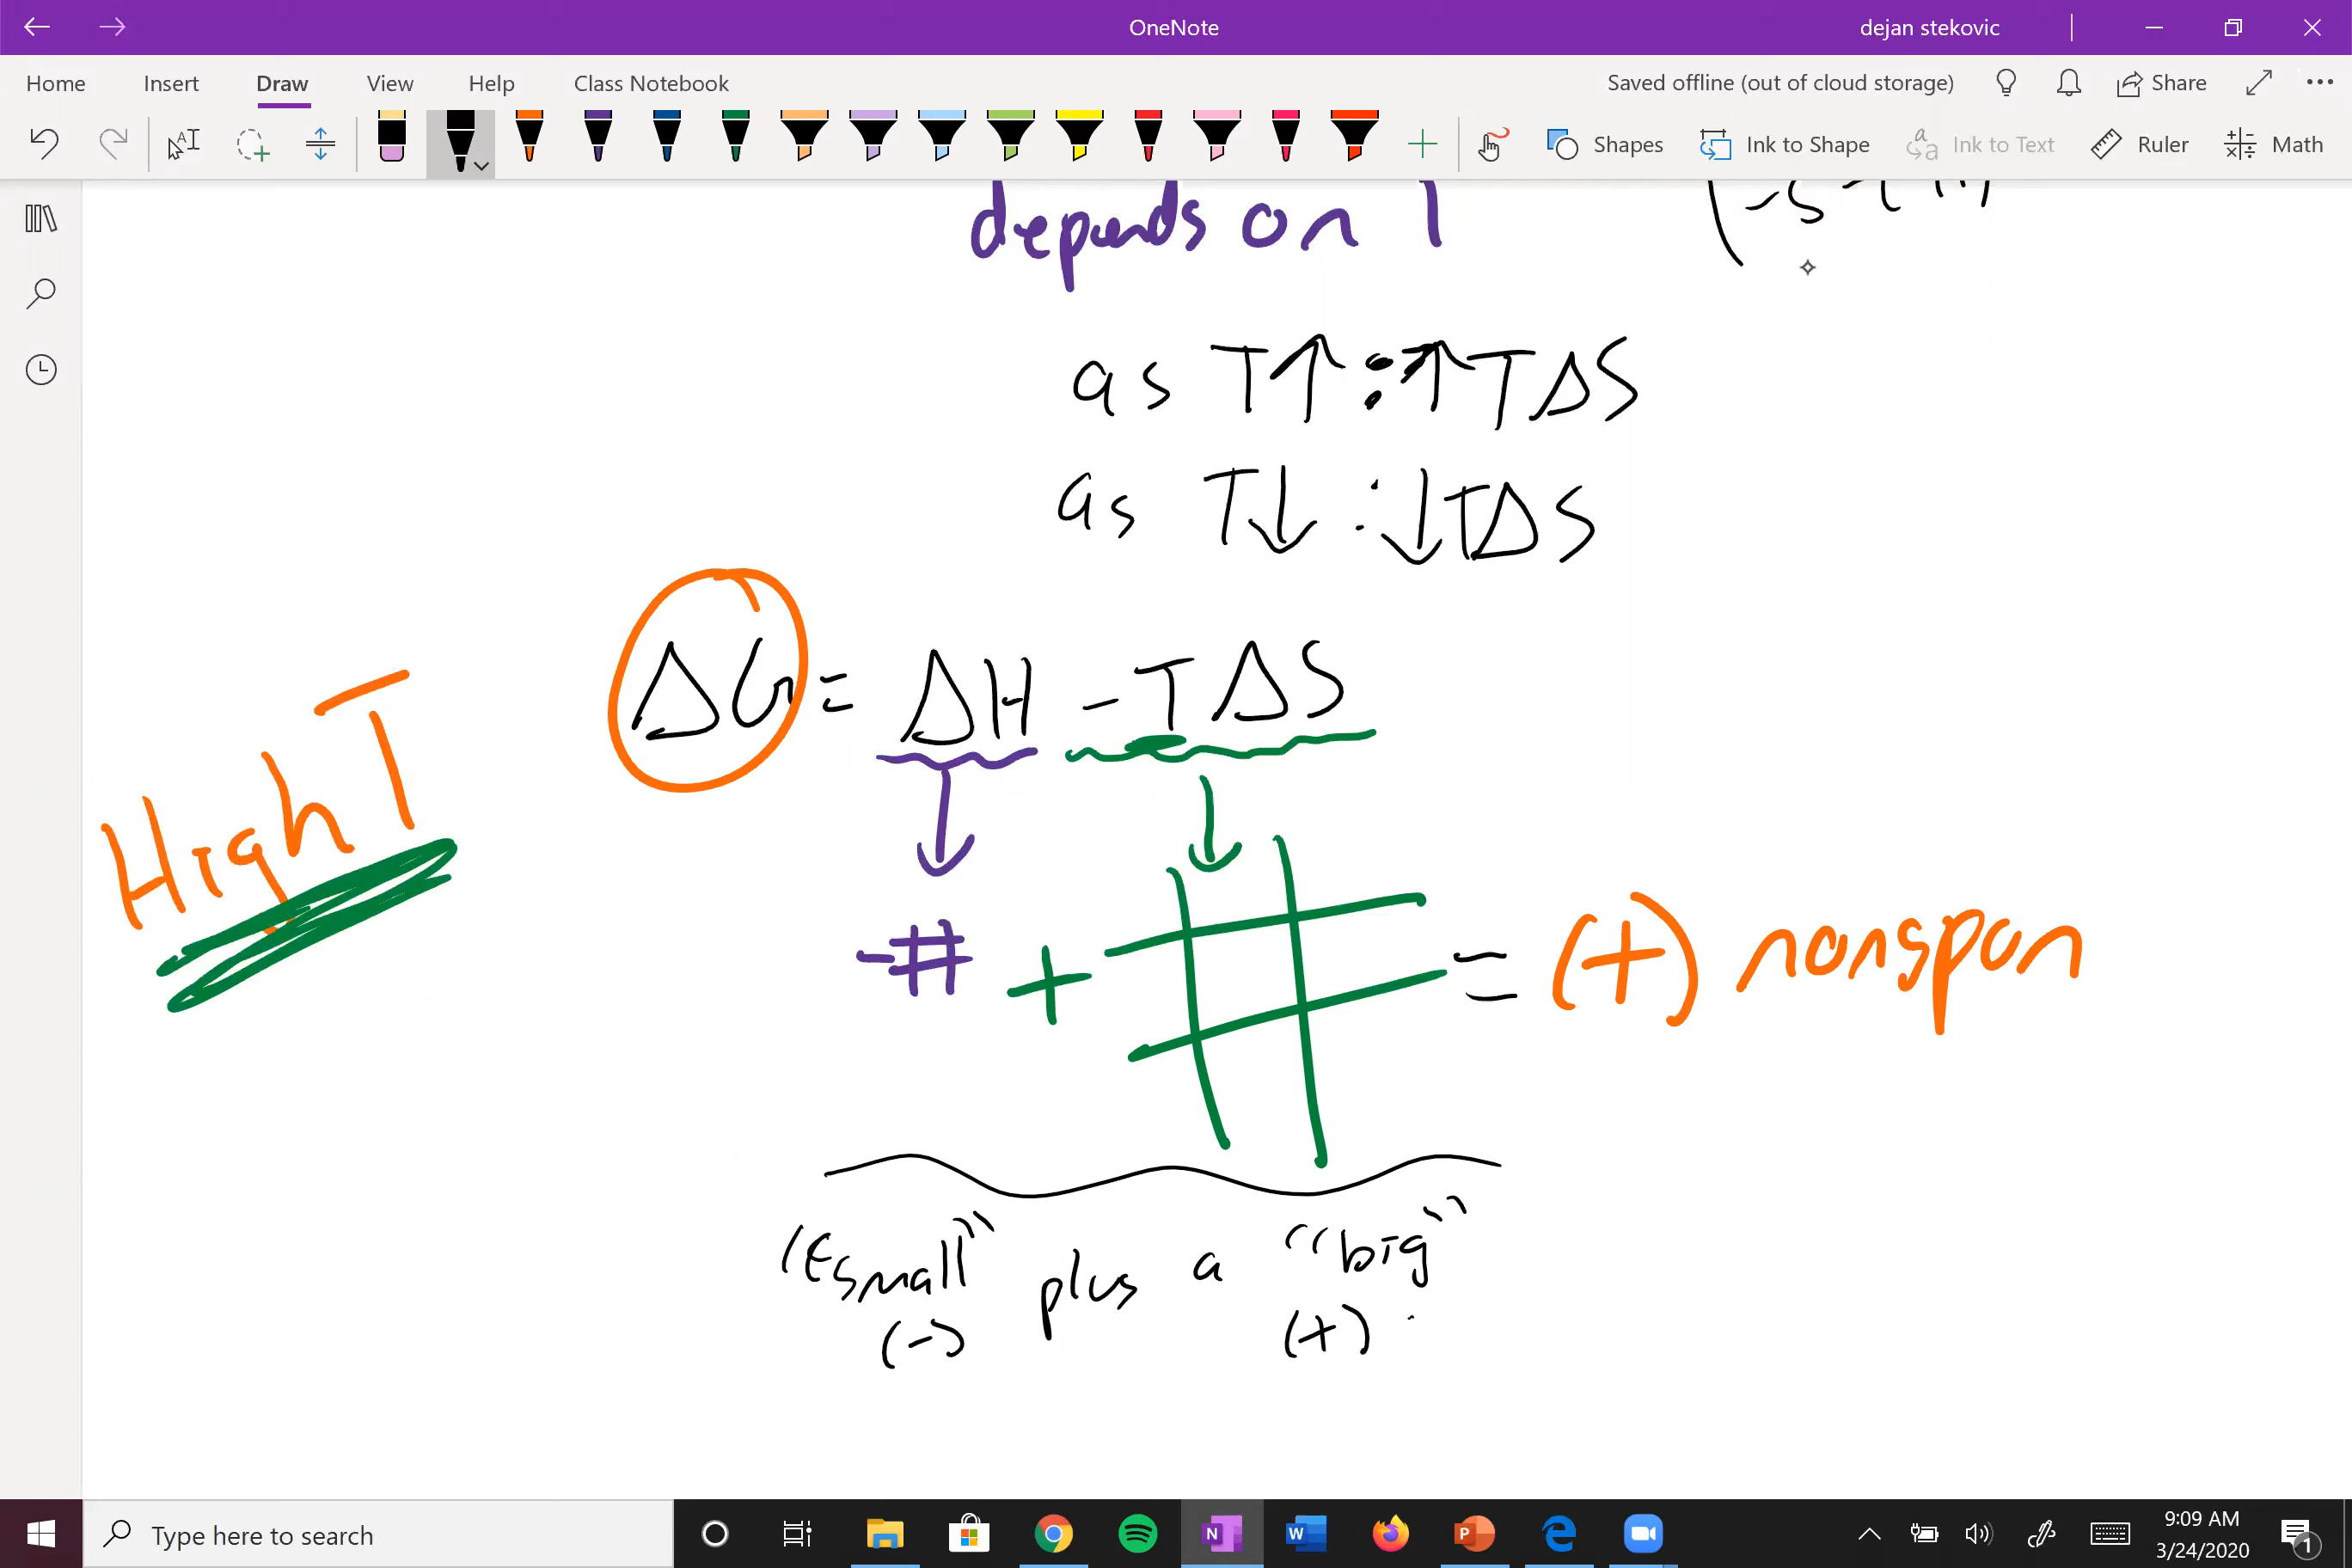 OneNote
dejan stekovic
Home Insert Draw View Help Class Notebook
Saved offline (out of cloud storage) Share
Shapes Ink to Shape Ink to Text Ruler Math
depends on T
as T↑ : ↑TΔS
as T↓ : ↓TΔS
High T
ΔG = ΔH - TΔS
-# + # = (+) nonspon
small" plus a "big"
(-) (+)
Type here to search
9:09 AM
3/24/2020
1